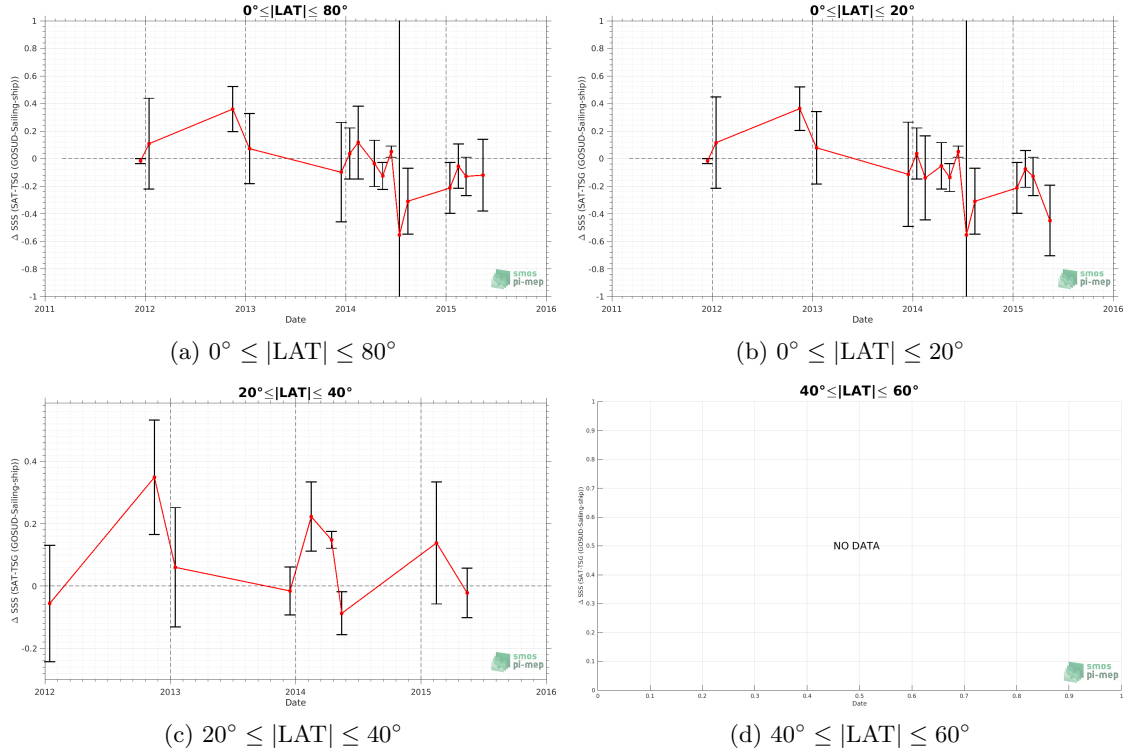 0°≤|LAT|≤ 80°
1
0.8
0.6
0.4
0.2
0
-0.2
-0.4
-0.6
-0.8
-1
Δ SSS (SAT-TSG (GOSUD-Sailing-ship))
2011
2012
2013
2014
2015
2016
Date
smos
pi-mep
(a) 0° ≤ |LAT| ≤ 80°
0°≤|LAT|≤ 20°
1
0.8
0.6
0.4
0.2
0
-0.2
-0.4
-0.6
-0.8
-1
Δ SSS (SAT-TSG (GOSUD-Sailing-ship))
2011
2012
2013
2014
2015
2016
Date
smos
pi-mep
(b) 0° ≤ |LAT| ≤ 20°
20°≤|LAT|≤ 40°
0.4
0.2
0
-0.2
Δ SSS (SAT-TSG (GOSUD-Sailing-ship))
2012
2013
2014
2015
2016
Date
smos
pi-mep
(c) 20° ≤ |LAT| ≤ 40°
40°≤|LAT|≤ 60°
1
0.9
0.8
0.7
0.6
0.5
0.4
0.3
0.2
0.1
0
Δ SSS (SAT-TSG (GOSUD-Sailing-ship))
NO DATA
0
0.1
0.2
0.3
0.4
0.5
0.6
0.7
0.8
0.9
1
Date
smos
pi-mep
(d) 40° ≤ |LAT| ≤ 60°